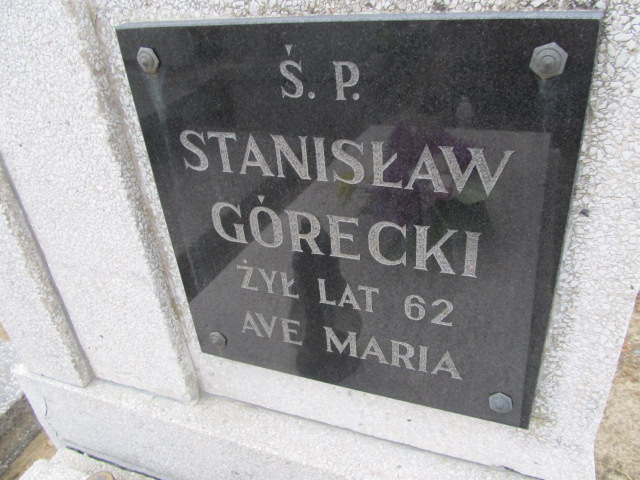 Ś. P.
STANISŁAW
GÓRECKI
ŻYŁ LAT 62
AVE MARIA